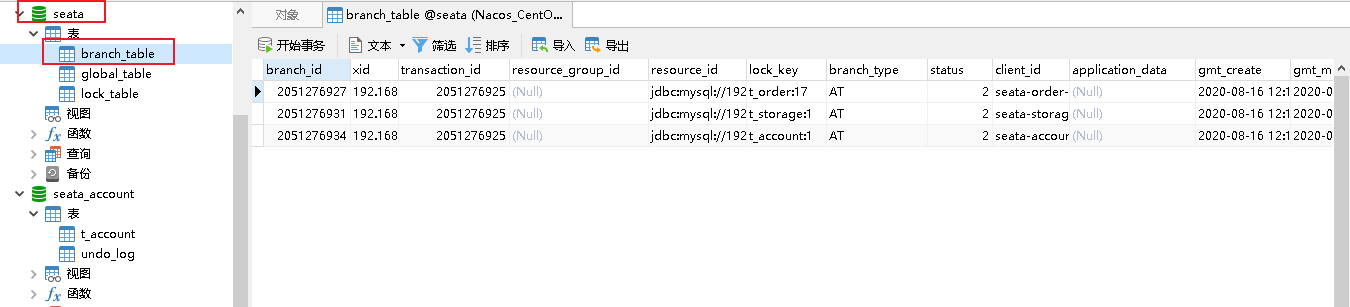 seata
表
branch_table
global_table
lock_table
视图
函数
查询
备份
seata_account
表
t_account
undo_log
视图
函数
对象 branch_table @seata (Nacos_CentO...
开始事务 文本 筛选 排序 导入 导出
branch_id xid transaction_id resource_group_id resource_id lock_key branch_type status client_id application_data gmt_create gmt_m
2051276927 192.168 2051276925 (Null) jdbc:mysql://192 t_order:17 AT 2 seata-order- (Null) 2020-08-16 12:1 2020-0
2051276931 192.168 2051276925 (Null) jdbc:mysql://192 t_storage:1 AT 2 seata-storag (Null) 2020-08-16 12:1 2020-0
2051276934 192.168 2051276925 (Null) jdbc:mysql://192 t_account:1 AT 2 seata-accour (Null) 2020-08-16 12:1 2020-0